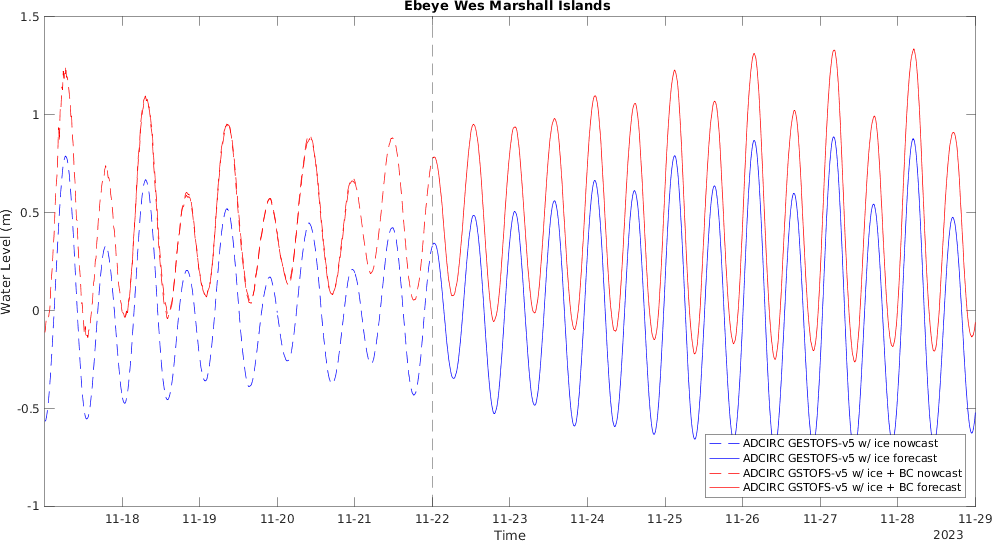 Ebeye Wes Marshall Islands
1.5
1
0.5
0
-0.5
-1
Water Level (m)
11-18 11-19 11-20 11-21 11-22 11-23 11-24 11-25 11-26 11-27 11-28 11-29
Time
2023
ADCIRC GESTOFS-v5 w/ ice nowcast
ADCIRC GESTOFS-v5 w/ ice forecast
ADCIRC GSTOFS-v5 w/ ice + BC nowcast
ADCIRC GSTOFS-v5 w/ ice + BC forecast